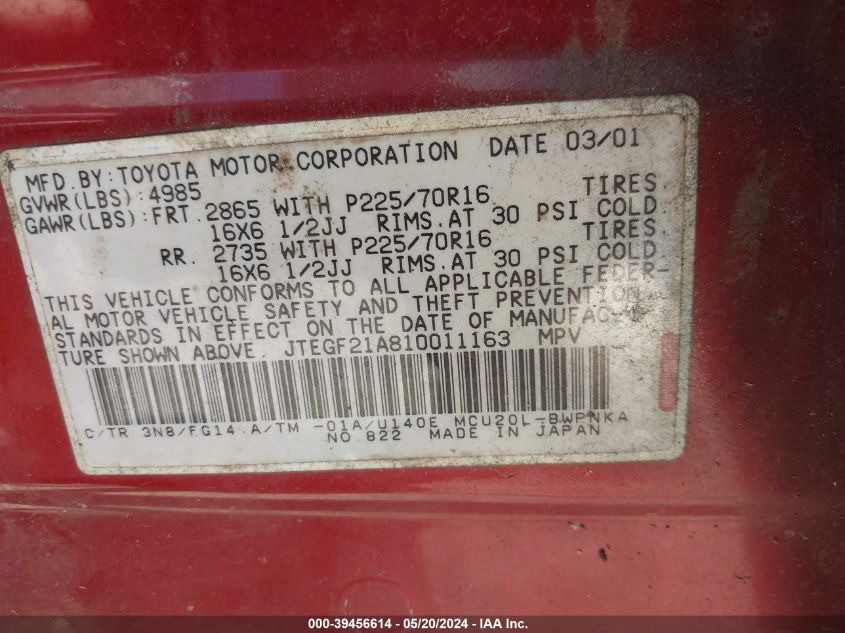 MFD.BY:TOYOTA MOTOR CORPORATION DATE 03/01
GVWR(LBS):4985
GAWR(LBS):FRT. 2865 WITH P225/70R16 TIRES
16X6 1/2JJ RIMS.AT 30 PSI COLD.
RR. 2735 WITH P225/70R16 TIRES.
16X6 1/2JJ RIMS.AT 30 PSI COLD.
THIS VEHICLE CONFORMS TO ALL APPLICABLE FEDER-
AL MOTOR VEHICLE SAFETY AND THEFT PREVENTION
STANDARDS IN EFFECT ON THE DATE OF MANUFAC-
TURE SHOWN ABOVE. JTEGF21A810011163 MPV
C/TR 3N8/FG14.A/TM -01A/U140E MCU20L-BWPNKA
NO.822 MADE IN JAPAN
000-39456614 - 05/20/2024 - IAA Inc.